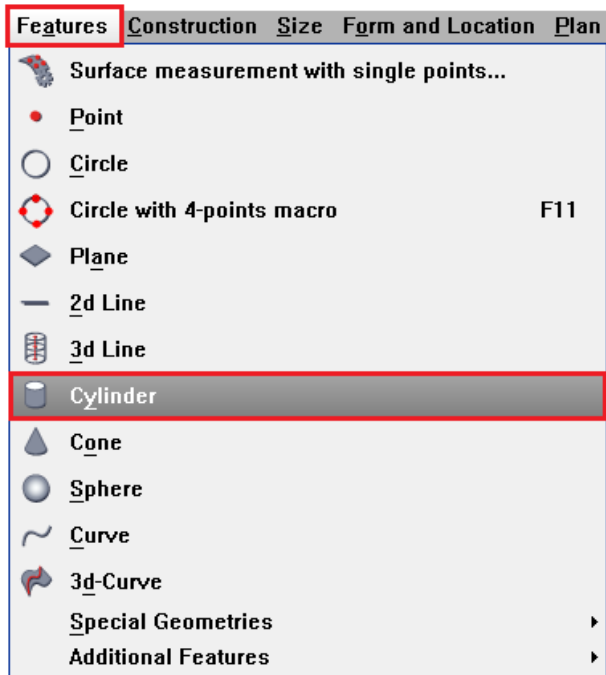 Features Construction Size Form and Location Plan
Surface measurement with single points...
Point
Circle
Circle with 4-points macro F11
Plane
2d Line
3d Line
Cylinder
Cone
Sphere
Curve
3d-Curve
Special Geometries
Additional Features